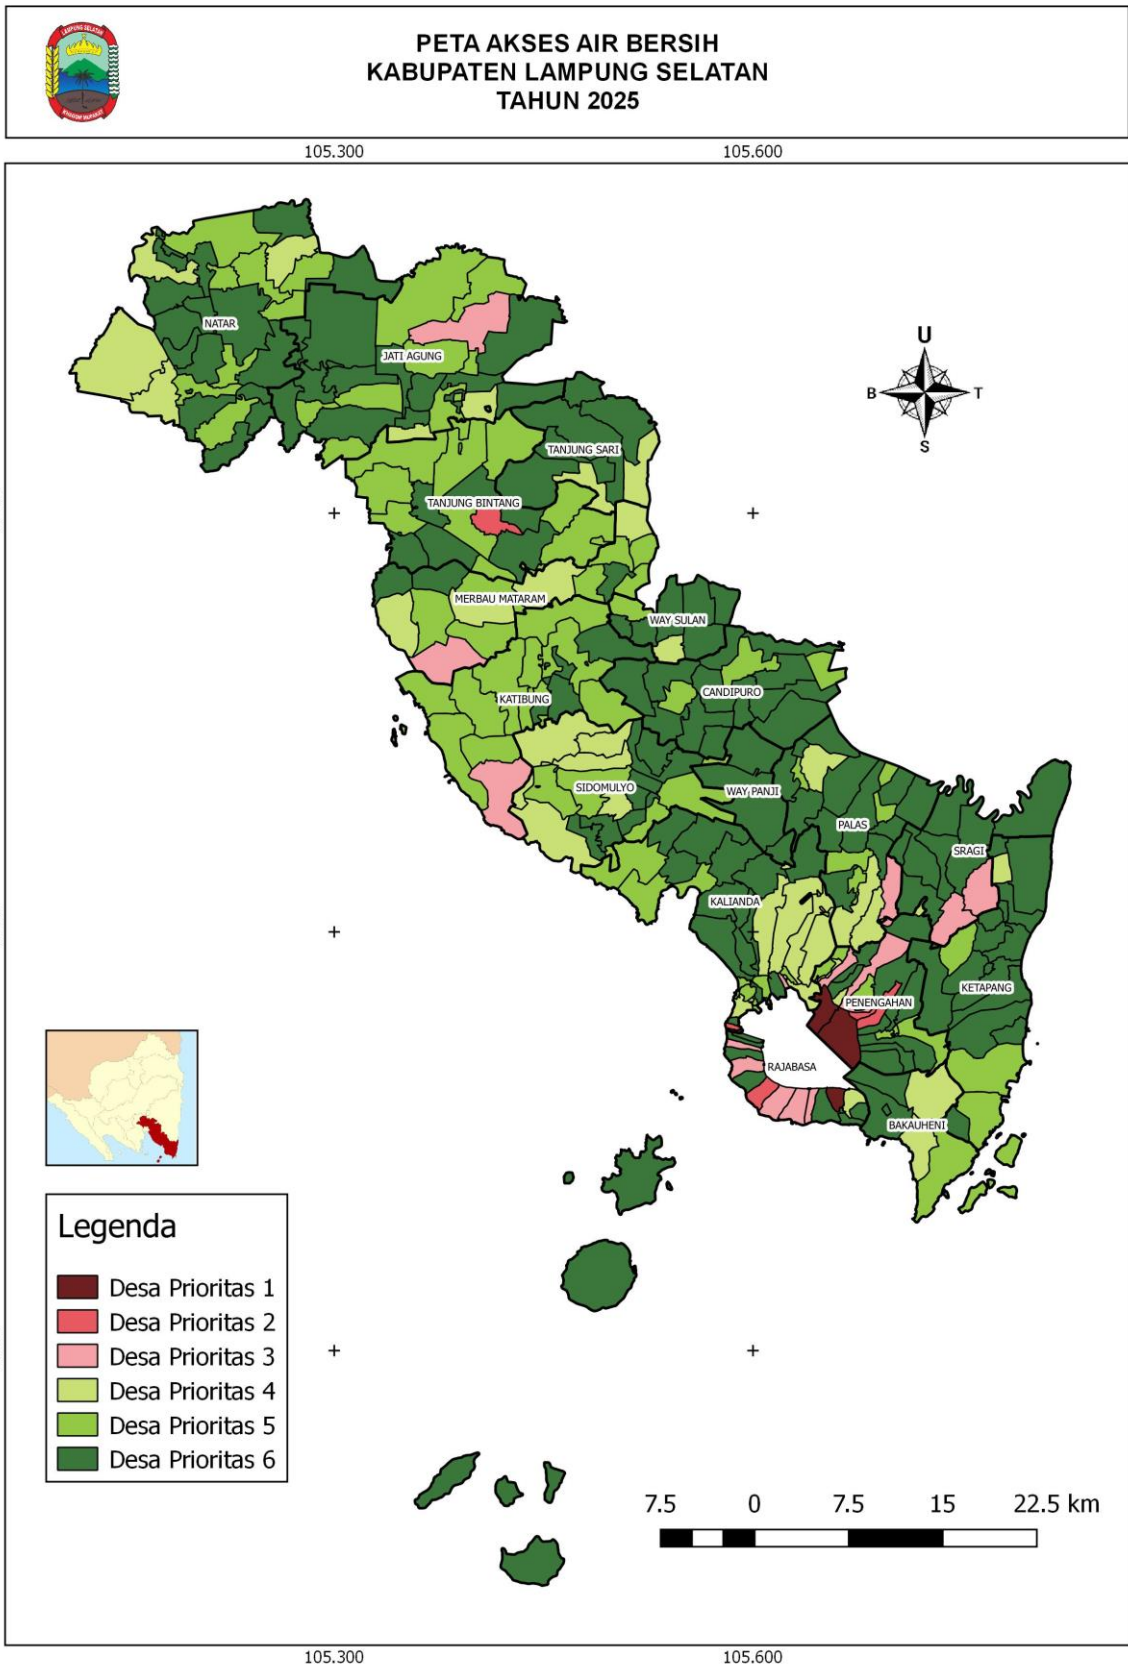 PETA AKSES AIR BERSIH
KABUPATEN LAMPUNG SELATAN
TAHUN 2025
LAMPUNG SELATAN
105.300
105.600
NATAR
JATI AGUNG
U
B
T
S
TANJUNG SARI
TANJUNG BINTANG
MERBAU MATARAM
WAY SULAN
KATIBUNG
CANDIPURO
SIDOMULYO
WAY PANJI
PALAS
SRAGI
KALIANDA
PENENGAHAN
KETAPANG
RAJABASA
BAKAUHENI
Legenda
Desa Prioritas 1
Desa Prioritas 2
Desa Prioritas 3
Desa Prioritas 4
Desa Prioritas 5
Desa Prioritas 6
7.5 0 7.5 15 22.5 km
105.300
105.600